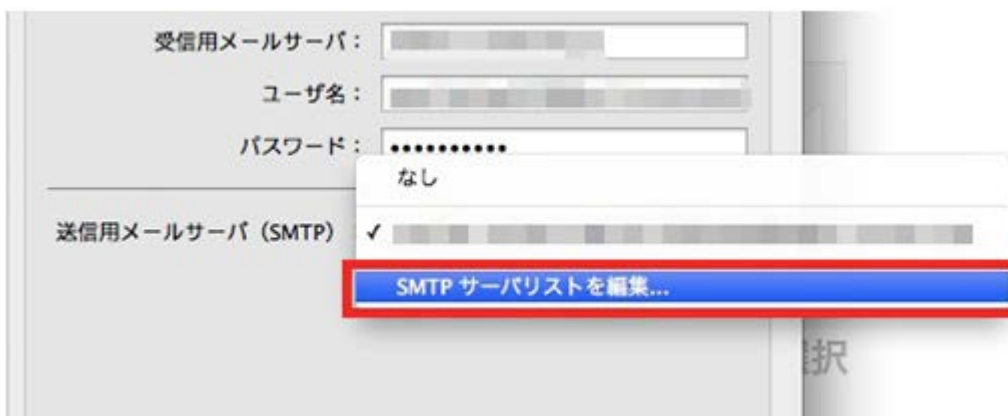 受信用メールサーバ：
ユーザ名：
パスワード： ••••••••••
なし
送信用メールサーバ（SMTP） ✓
SMTP サーバリストを編集...
択